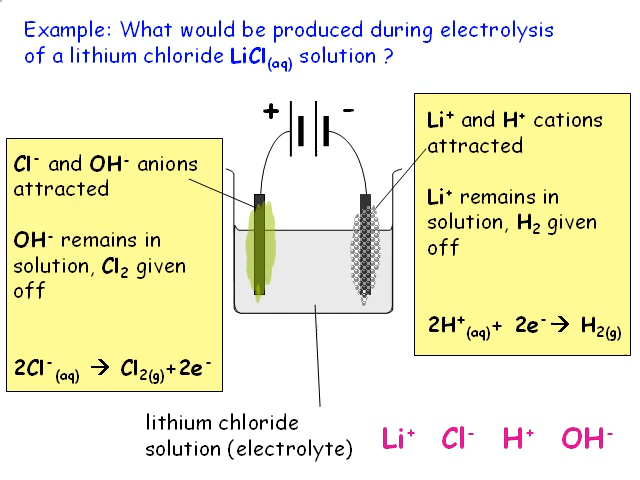 Example: What would be produced during electrolysis
of a lithium chloride LiCl(aq) solution ?
+ -
Cl⁻ and OH⁻ anions
attracted
OH⁻ remains in
solution, Cl₂ given
off
2Cl⁻(aq) → Cl₂(g)+2e⁻
Li⁺ and H⁺ cations
attracted
Li⁺ remains in
solution, H₂ given
off
2H⁺(aq)+ 2e⁻→ H₂(g)
lithium chloride
solution (electrolyte)
Li⁺ Cl⁻ H⁺ OH⁻